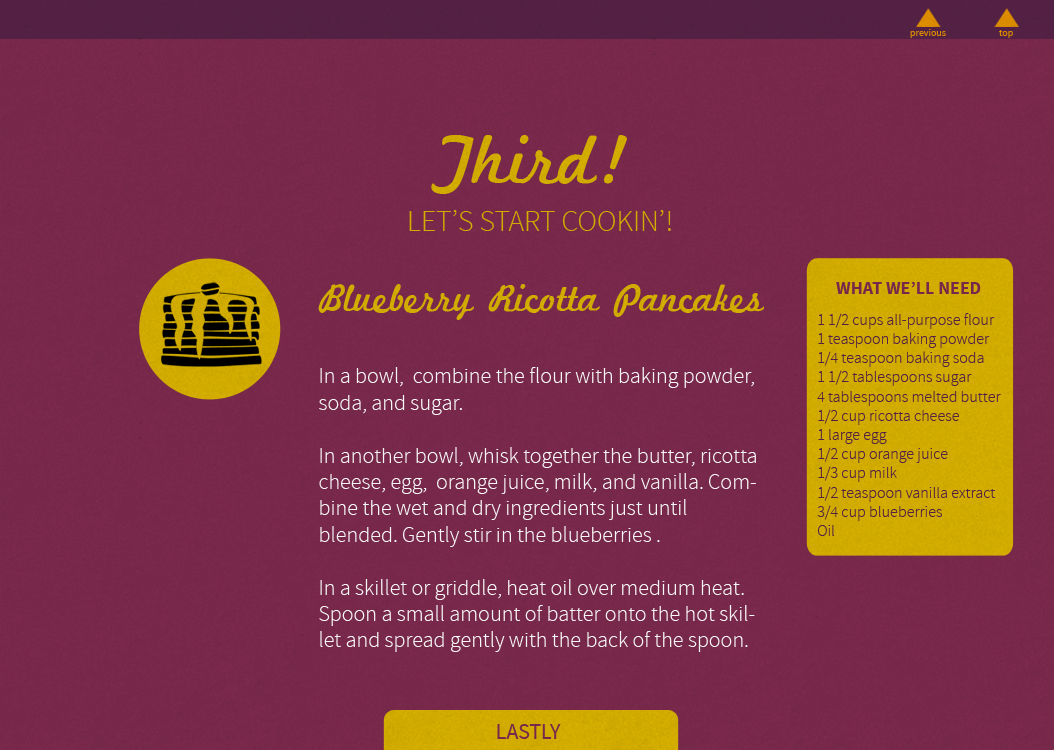 previous
top
Third!
LET’S START COOKIN’!
Blueberry Ricotta Pancakes
In a bowl,  combine the flour with baking powder,
soda, and sugar.
In another bowl, whisk together the butter, ricotta
cheese, egg,  orange juice, milk, and vanilla. Com-
bine the wet and dry ingredients just until
blended. Gently stir in the blueberries .
In a skillet or griddle, heat oil over medium heat.
Spoon a small amount of batter onto the hot skil-
let and spread gently with the back of the spoon.
WHAT WE’LL NEED
1 1/2 cups all-purpose flour
1 teaspoon baking powder
1/4 teaspoon baking soda
1 1/2 tablespoons sugar
4 tablespoons melted butter
1/2 cup ricotta cheese
1 large egg
1/2 cup orange juice
1/3 cup milk
1/2 teaspoon vanilla extract
3/4 cup blueberries
Oil
LASTLY